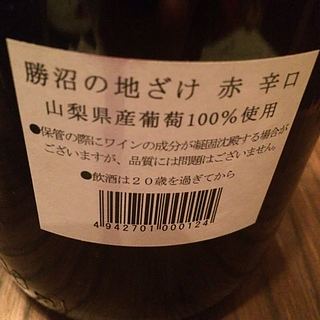 勝沼の地ざけ 赤 辛口
山梨県産葡萄100%使用
●保管の際にワインの成分が凝固沈殿する場合が
ございますが、品質には問題はございません。
●飲酒は20歳を過ぎてから
4 942701 000124